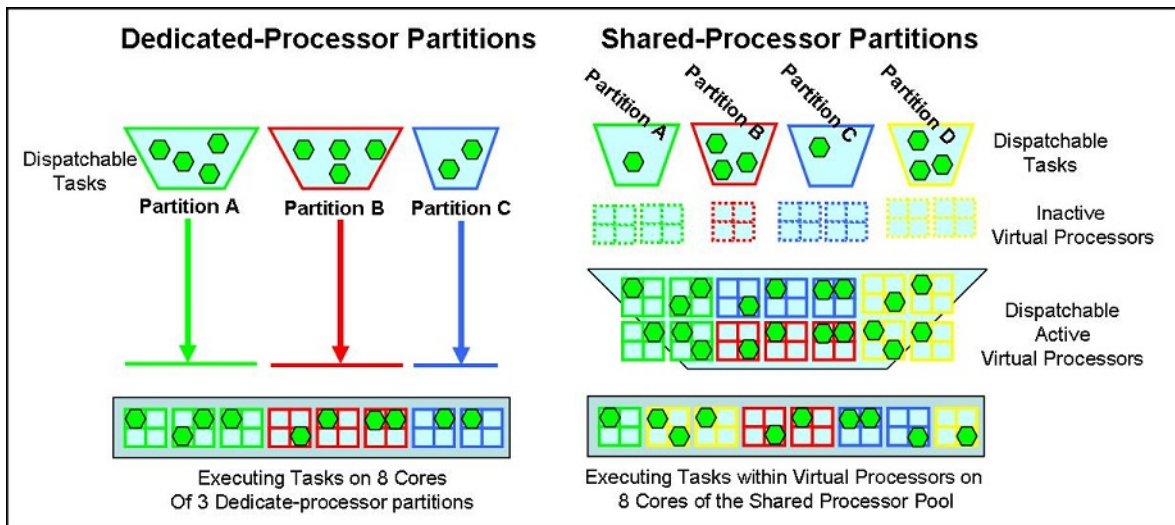 Dedicated-Processor Partitions
Dispatchable
Tasks
Partition A
Partition B
Partition C
Executing Tasks on 8 Cores
Of 3 Dedicate-processor partitions
Shared-Processor Partitions
Partition A
Partition B
Partition C
Partition D
Dispatchable
Tasks
Inactive
Virtual Processors
Dispatchable
Active
Virtual Processors
Executing Tasks within Virtual Processors on
8 Cores of the Shared Processor Pool